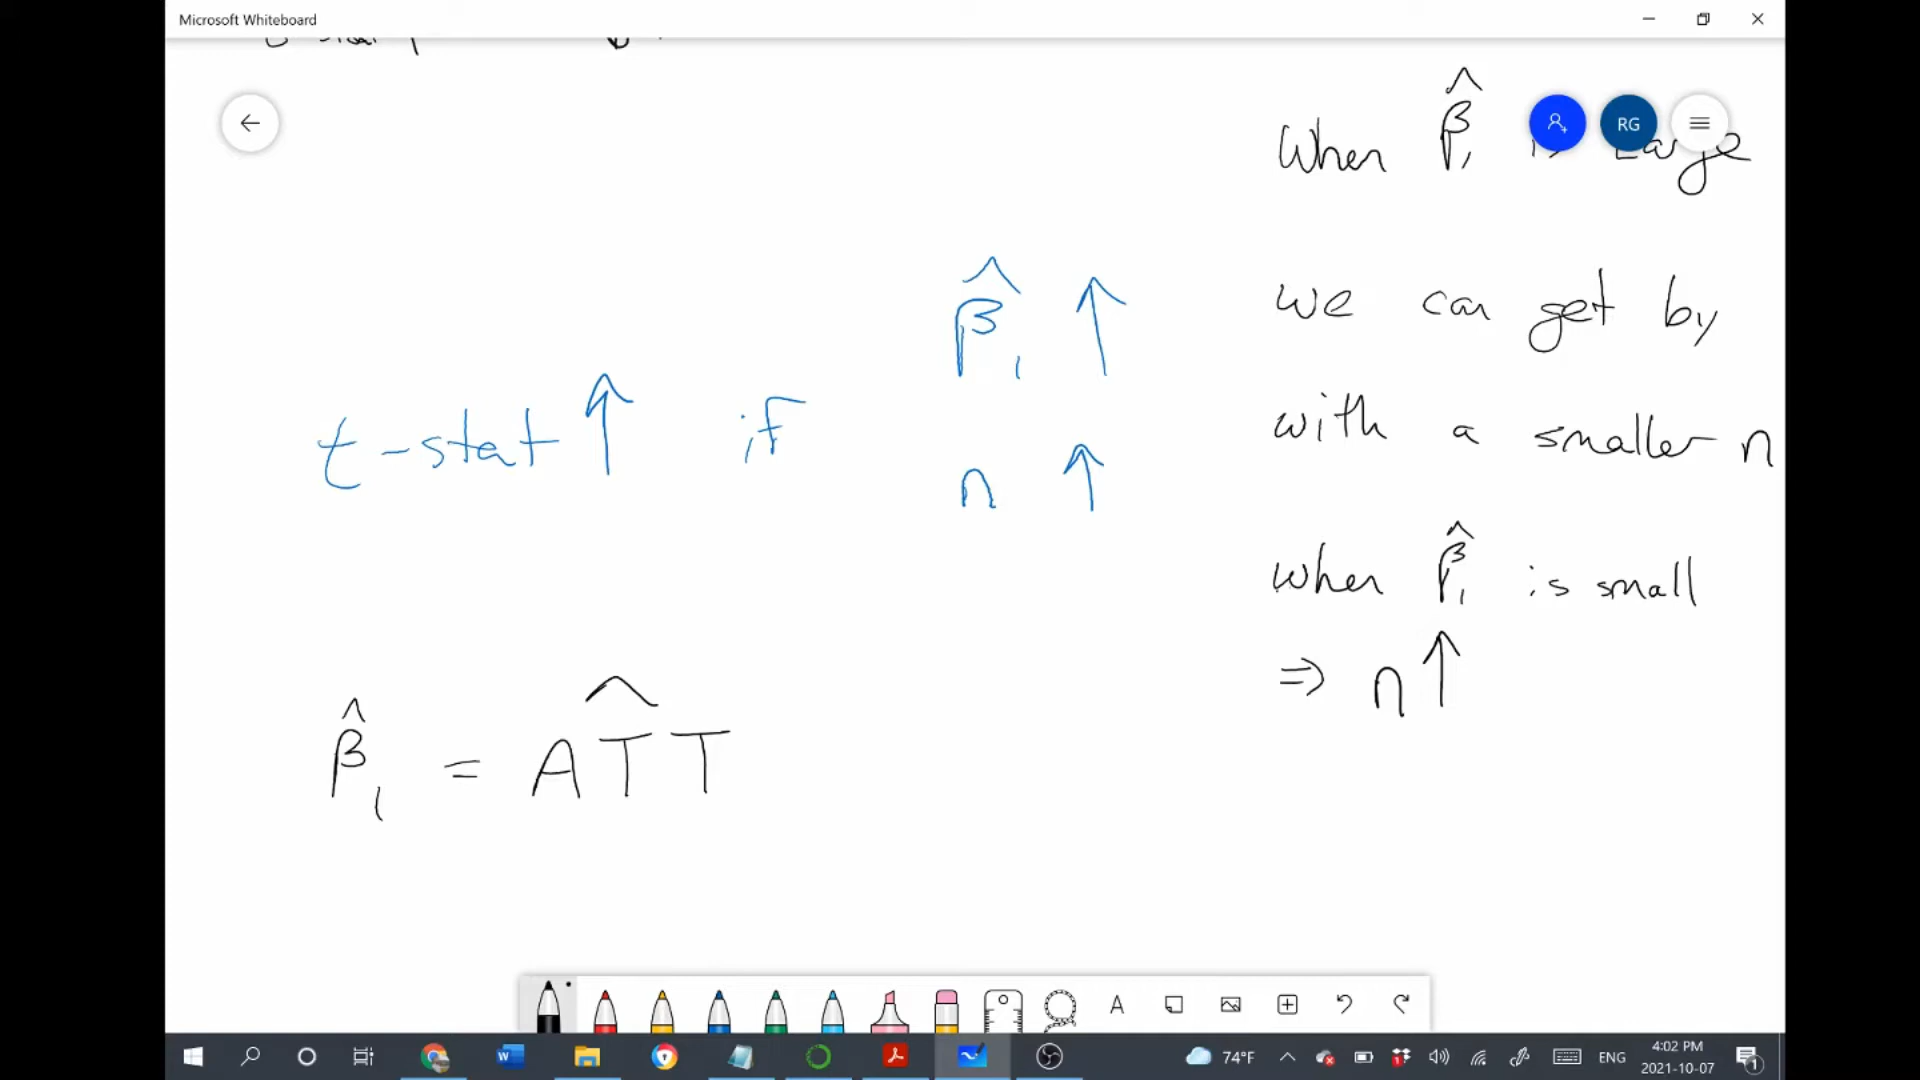 Microsoft Whiteboard
RG
When β̂₁ is Large
we can get by
with a smaller n
when β̂₁ is small
⇒ n↑
β̂₁ ↑
t-stat ↑ if
n ↑
β̂₁ = ATT̂
A
74°F
ENG
4:02 PM
2021-10-07
1